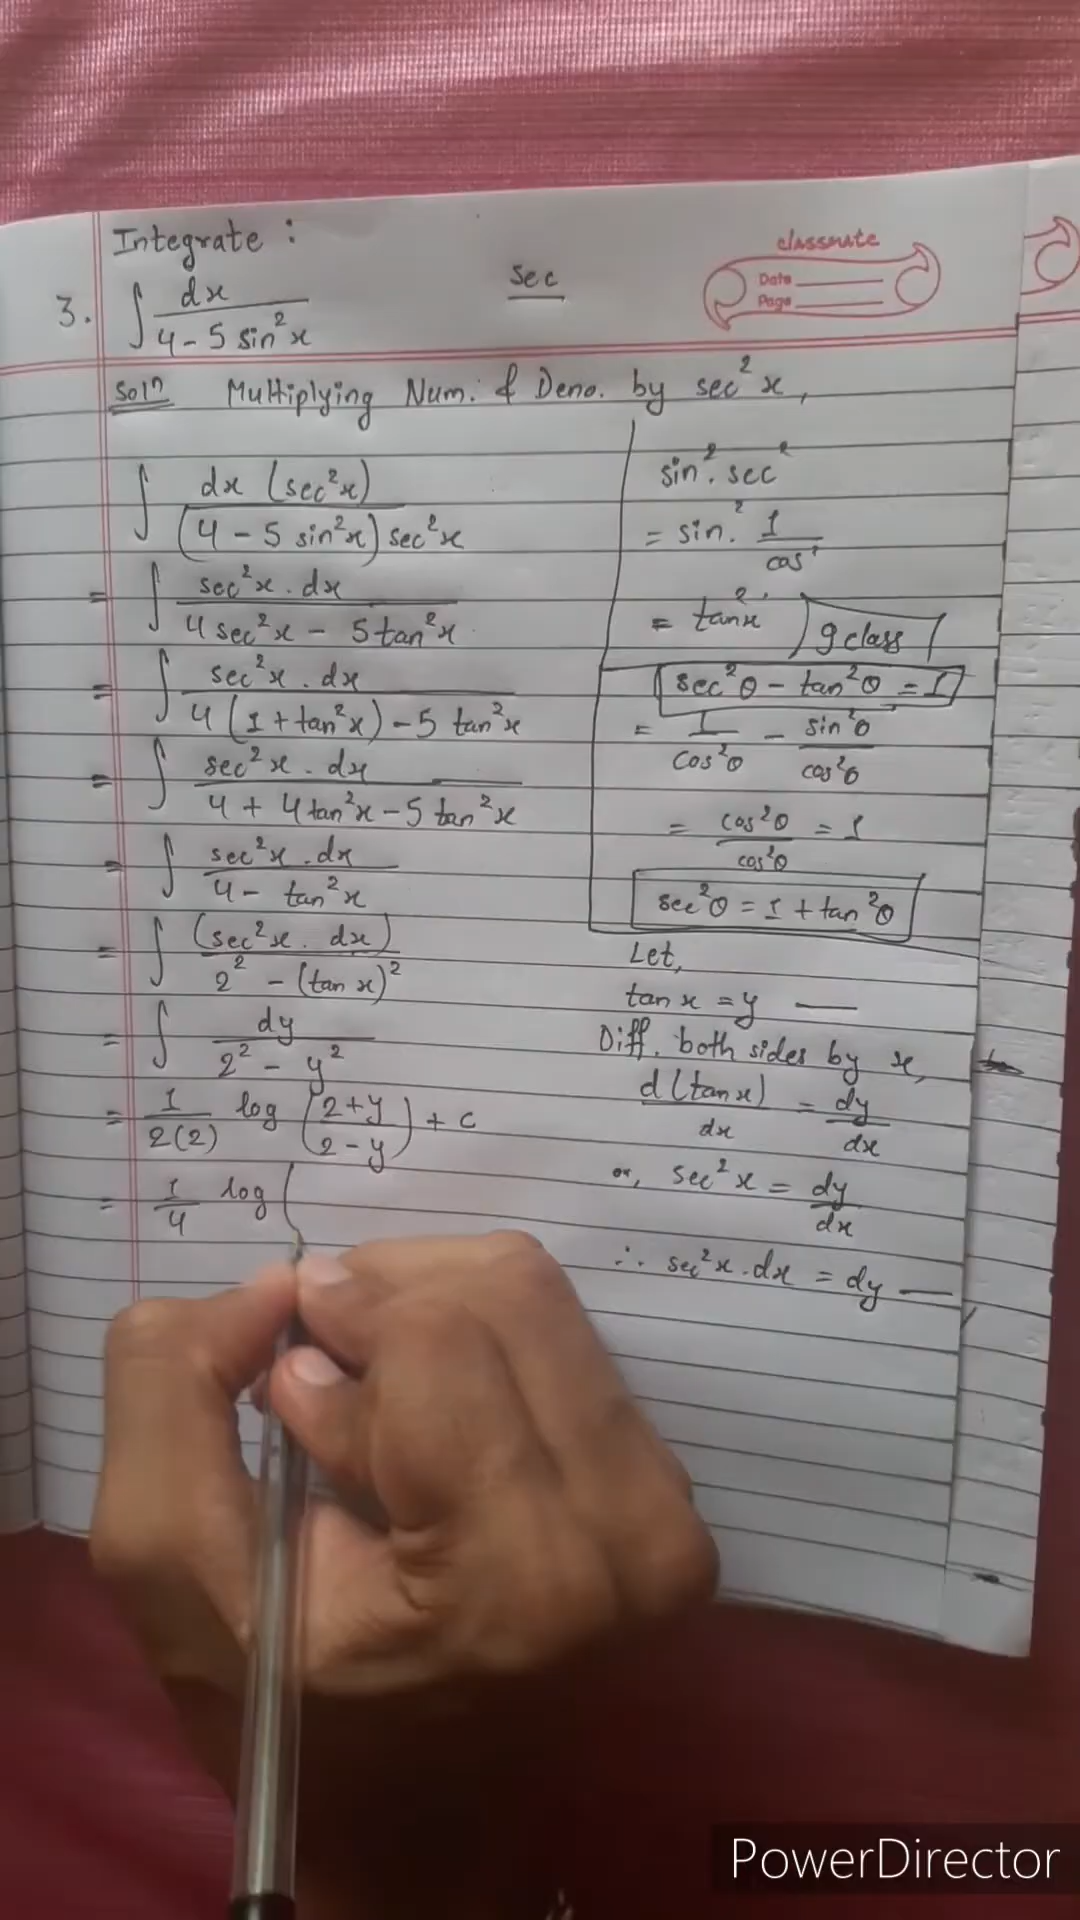 Integrate :
3. ∫ dx / 4 - 5 sin²x
sec
classmate
Date
Page
Soln Multiplying Num. & Deno. by sec²x,
∫ dx (sec²x) / (4 - 5 sin²x) sec²x
= ∫ sec²x . dx / 4 sec²x - 5 tan²x
= ∫ sec²x . dx / 4 (1 + tan²x) - 5 tan²x
= ∫ sec²x . dx / 4 + 4 tan²x - 5 tan²x
= ∫ sec²x . dx / 4 - tan²x
= ∫ (sec²x . dx) / 2² - (tan x)²
= ∫ dy / 2² - y²
= 1 / 2(2) log (2+y / 2-y) + c
= 1/4 log (
sin² . sec²
= sin² . 1 / cos²
= tan²x
9 class
sec²θ - tan²θ = 1
= 1 / cos²θ - sin²θ / cos²θ
= cos²θ / cos²θ = 1
sec²θ = 1 + tan²θ
Let,
tan x = y
Diff. both sides by x,
d(tan x) / dx = dy / dx
or, sec²x = dy / dx
∴ sec²x . dx = dy
PowerDirector